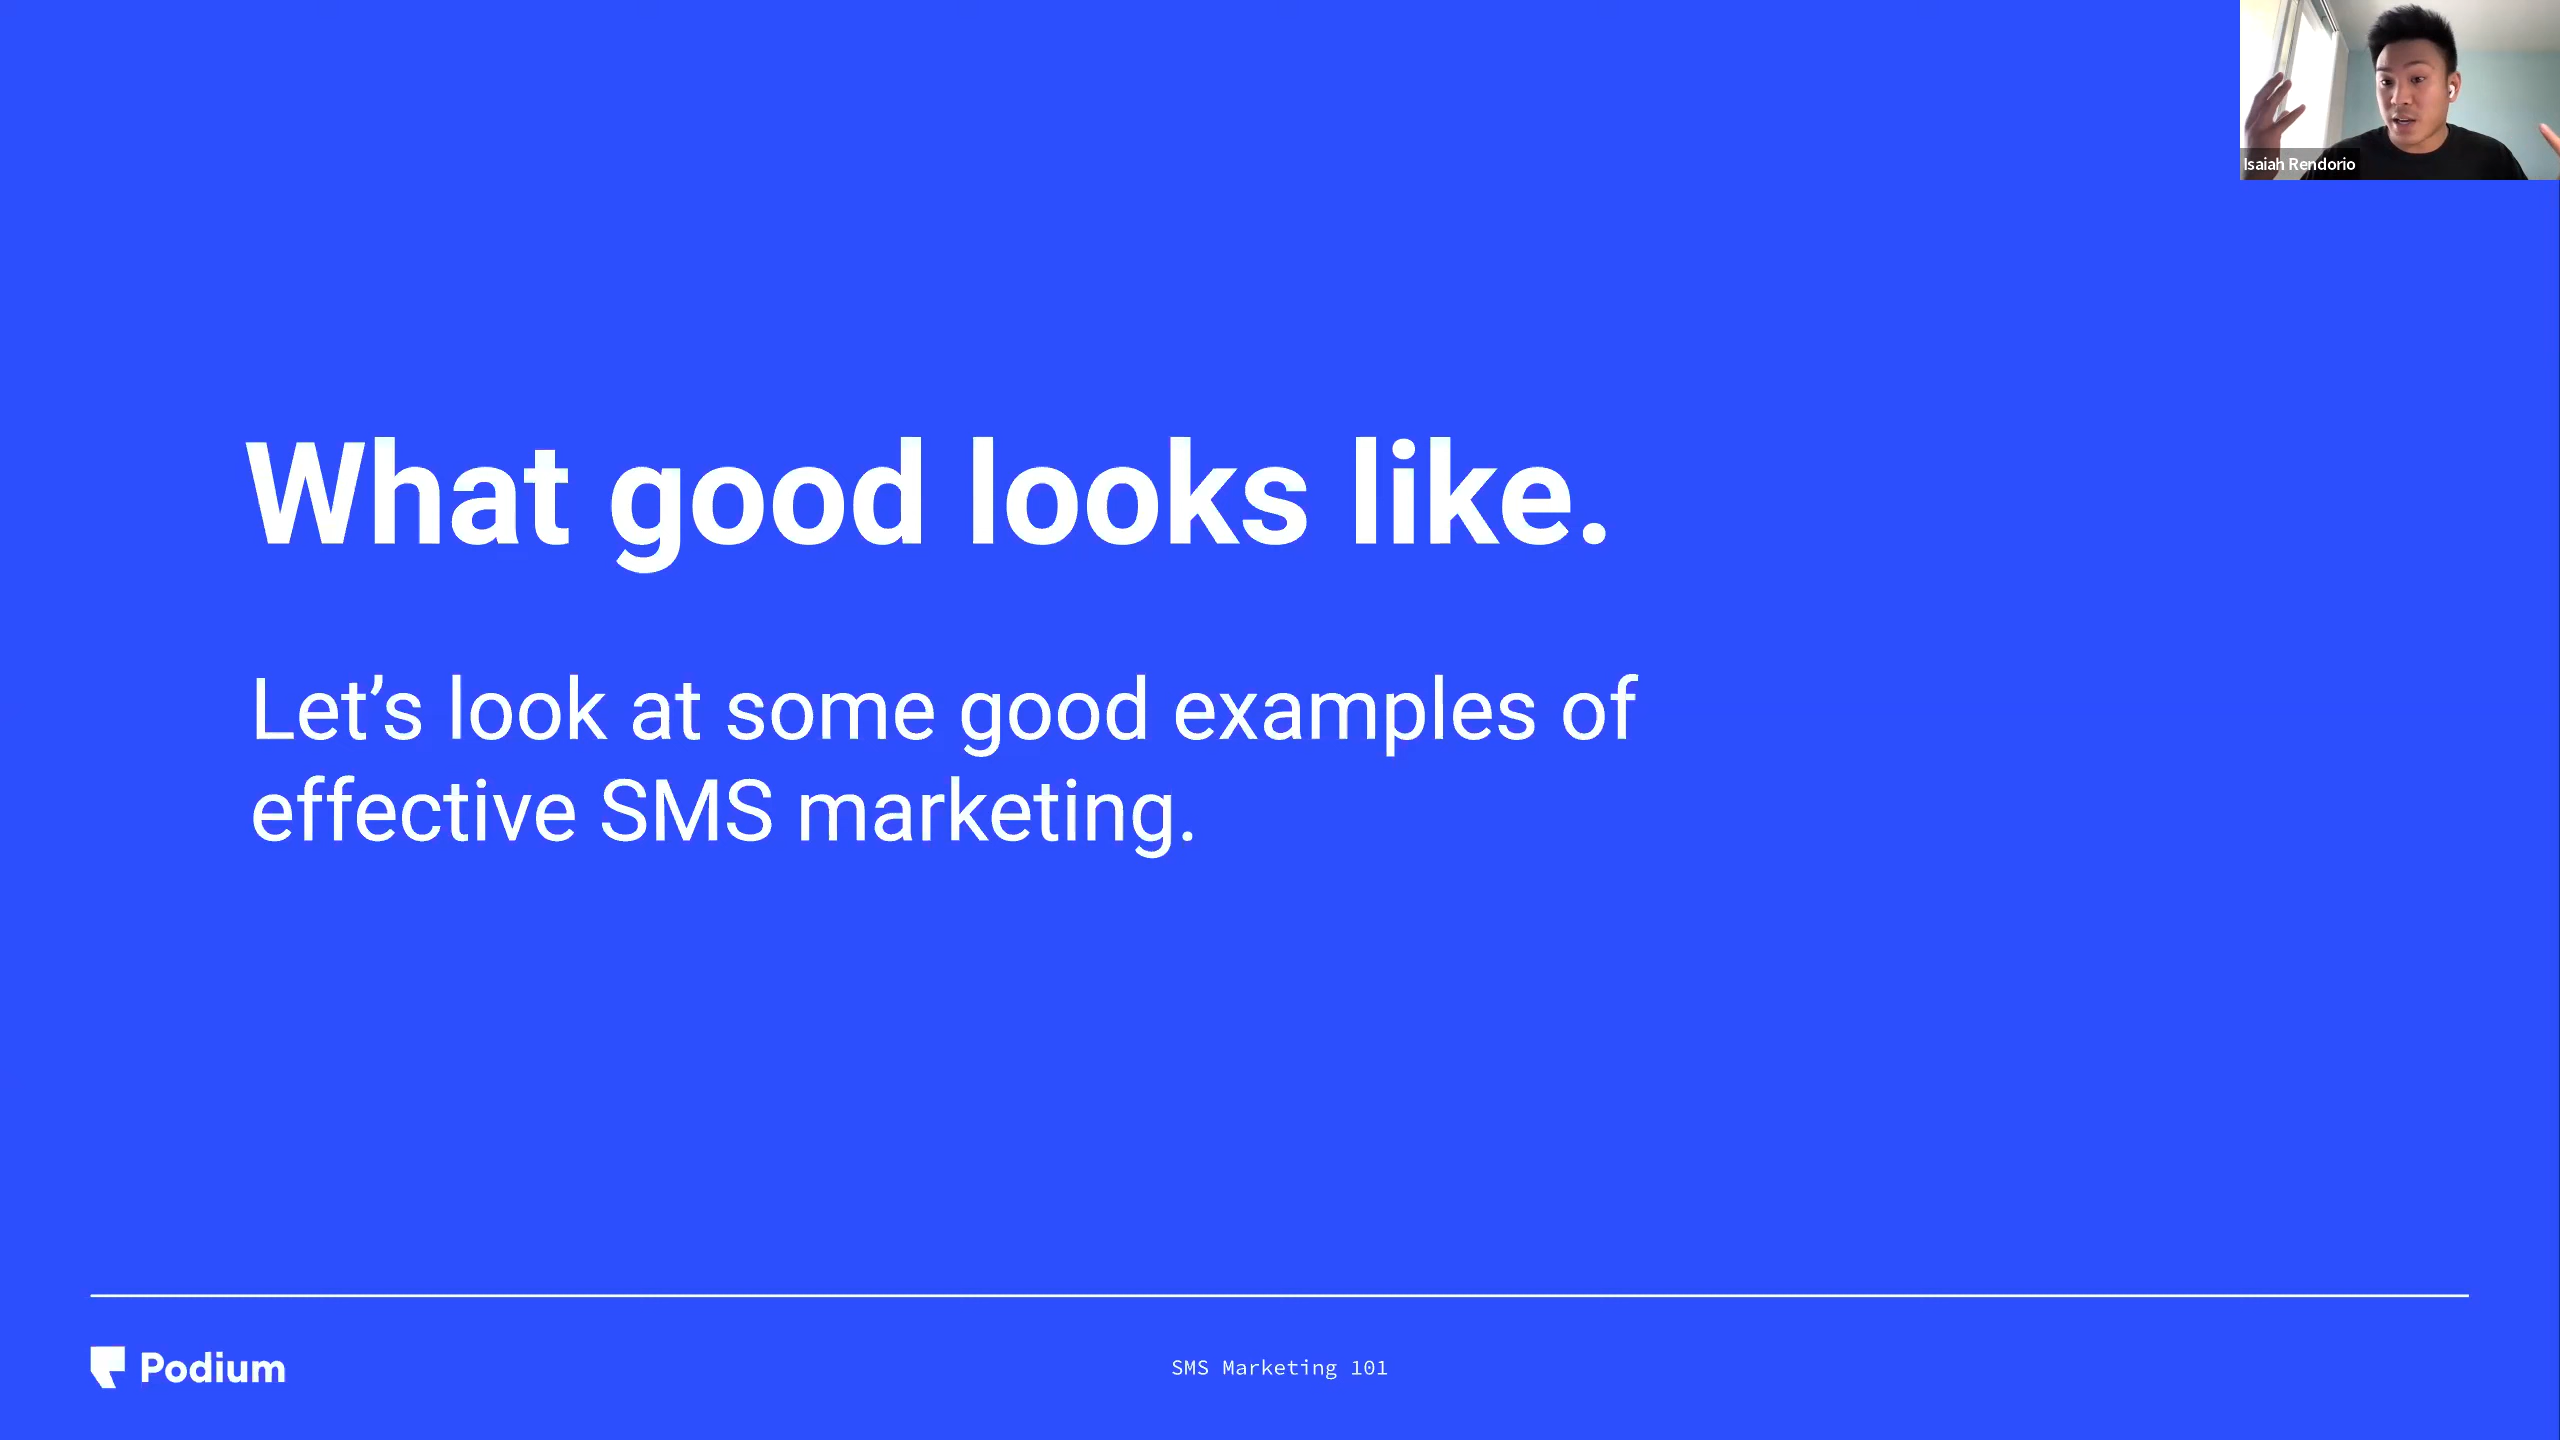 Isaiah Rendorio
What good looks like.
Let’s look at some good examples of
effective SMS marketing.
Podium
SMS Marketing 101